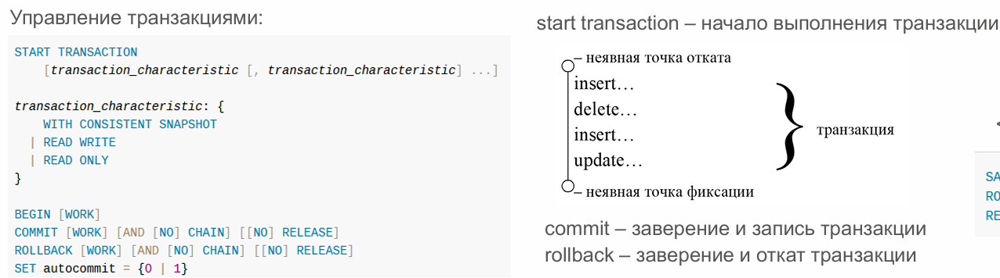 Управление транзакциями:
START TRANSACTION
[transaction_characteristic [, transaction_characteristic] ...]
transaction_characteristic: {
WITH CONSISTENT SNAPSHOT
| READ WRITE
| READ ONLY
}
BEGIN [WORK]
COMMIT [WORK] [AND [NO] CHAIN] [[NO] RELEASE]
ROLLBACK [WORK] [AND [NO] CHAIN] [[NO] RELEASE]
SET autocommit = {0 | 1}
start transaction – начало выполнения транзакции
– неявная точка отката
insert…
delete…
insert…
update…
} транзакция
– неявная точка фиксации
commit – заверение и запись транзакции
rollback – заверение и откат транзакции
SA
RO
RE